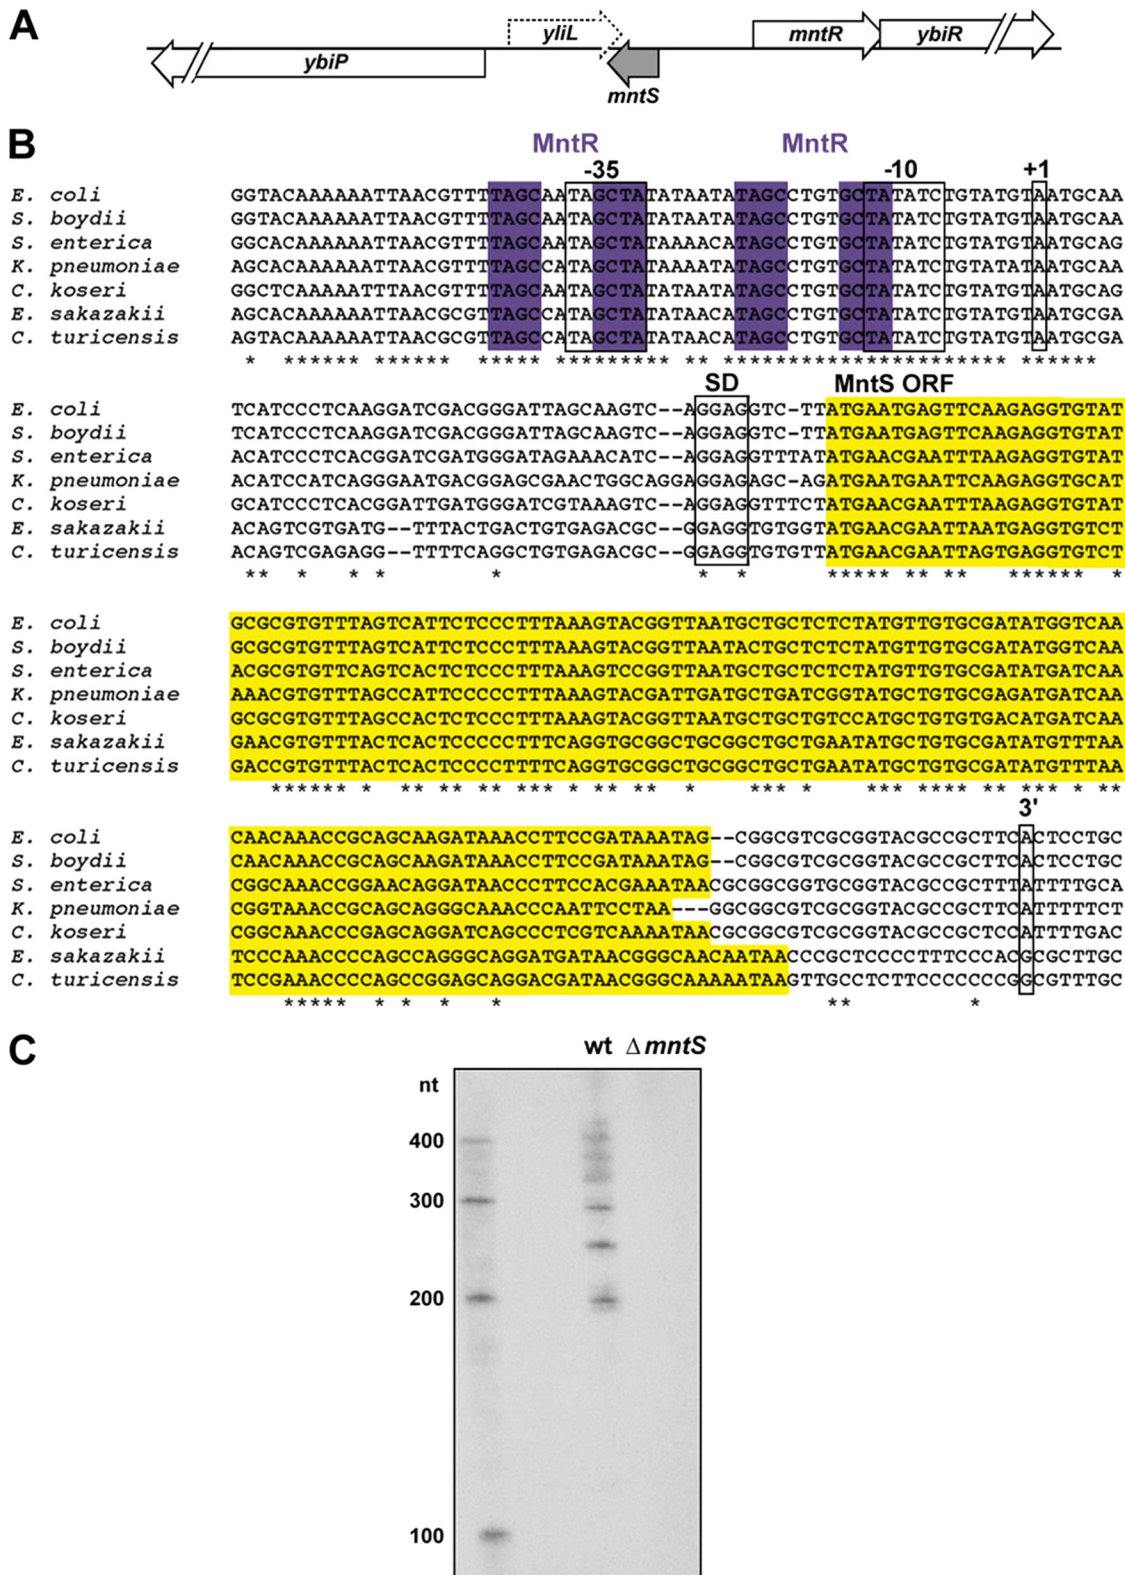 A
yliL
mntR
ybiR
ybiP
mntS
B
MntR MntR
-35 -10 +1
E. coli GGTACAAAAAATTAACGTTTTAGCAATAGCTATATAATATAGCCTGTGCTATATCTGTATGTAATGCAA
S. boydii GGTACAAAAAATTAACGTTTTAGCAATAGCTATATAATATAGCCTGTGCTATATCTGTATGTAATGCAA
S. enterica GGCACAAAAAATTAACGTTTTAGCAATAGCTATAAAACATAGCCTGTGCTATATCTGTATGTAATGCAG
K. pneumoniae AGCACAAAAAATTAACGTTTTAGCCATAGCTATAAAATATAGCCTGTGCTATATCTGTATATAATGCAA
C. koseri GGCTCAAAAAATTTACGTTTTAGCAATAGCTATATAATATAGCCTGTGCTATATCTGTATGTAATGCAG
E. sakazakii AGCACAAAAAATTAACGCGTTAGCCATAGCTATATAACATAGCCTGTGCTATATCTGTATGTAATGCGA
C. turicensis AGTACAAAAAATTAACGCGTTAGCCATAGCTATATAACATAGCCTGTGCTATATCTGTATGTAATGCGA
* ****** ****** ***** ********* ** ********************** ** *****
SD MntS ORF
E. coli TCATCCCTCAAGGATCGACGGGATTAGCAAGTC--AGGAGGTC-TTATGAATGAGTTCAAGAGGTGTAT
S. boydii TCATCCCTCAAGGATCGACGGGATTAGCAAGTC--AGGAGGTC-TTATGAATGAGTTCAAGAGGTGTAT
S. enterica ACATCCCTCACGGATCGATGGGATAGAAACATC--AGGAGGTTTATATGAACGAATTTAAGAGGTGTAT
K. pneumoniae ACATCCATCAGGGAATGACGGAGCGAACTGGCAGGAGGAGAGC-AGATGAATGAATTCAAGAGGTGCAT
C. koseri GCATCCCTCACGGATTGATGGGATCGTAAAGTC--AGGAGGTTTCTATGAACGAATTTAAGAGGTGTAT
E. sakazakii ACAGTCGTGATG--TTTACTGACTGTGAGACGC--GGAGGTGTGGTATGAACGAATTAATGAGGTGTCT
C. turicensis ACAGTCGAGAGG--TTTTCAGGCTGTGAGACGC--GGAGGTGTGTTATGAACGAATTAGTGAGGTGTCT
** * * * * * * ***** ** ** ****** *
E. coli GCGCGTGTTTAGTCATTCTCCCTTTAAAGTACGGTTAATGCTGCTCTCTATGTTGTGCGATATGGTCAA
S. boydii GCGCGTGTTTAGTCATTCTCCCTTTAAAGTACGGTTAATACTGCTCTCTATGTTGTGCGATATGGTCAA
S. enterica ACGCGTGTTCAGTCACTCTCCCTTTAAAGTCCGGTTAATGCTGCTCTCTATGTTGTGCGATATGATCAA
K. pneumoniae AAACGTGTTTAGCCATTCCCCCTTTAAAGTACGATTGATGCTGATCGGTATGCTGTGCGAGATGATCAA
C. koseri GCGCGTGTTTAGCCACTCTCCCTTTAAAGTACGGTTAATGCTGCTGTCCATGCTGTGTGACATGATCAA
E. sakazakii GAACGTGTTTACTCACTCCCCCTTTCAGGTGCGGCTGCGGCTGCTGAATATGCTGTGCGATATGTTTAA
C. turicensis GACCGTGTTTACTCACTCCCCTTTTCAGGTGCGGCTGCGGCTGCTGAATATGCTGTGCGATATGTTTAA
****** * ** ** ** *** * ** * ** ** * *** * *** **** ** *** * **
3'
E. coli CAACAAACCGCAGCAAGATAAACCTTCCGATAAATAG--CGGCGTCGCGGTACGCCGCTTCACTCCTGC
S. boydii CAACAAACCGCAGCAAGATAAACCTTCCGATAAATAG--CGGCGTCGCGGTACGCCGCTTCACTCCTGC
S. enterica CGGCAAACCGGAACAGGATAACCCTTCCACGAAATAACGCGGCGGTGCGGTACGCCGCTTTATTTTGCA
K. pneumoniae CGGTAAACCGCAGCAGGGCAAACCCAATTCCTAA---GGCGGCGTCGCGGTACGCCGCTTCATTTTTCT
C. koseri CGGCAAACCCGAGCAGGATCAGCCCTCGTCAAAATAACGCGGCGTCGCGGTACGCCGCTCCATTTTGAC
E. sakazakii TCCCAAACCCAGCCAGGGCAGGATGATAACGGGCAACAATAACCCGCTCCCCTTTCCCACGGCGCTTGC
C. turicensis TCCGAAACCCCAGCCGGAGCAGGACGATAACGGGCAAAAATAAGTTGCCTCTTCCCCCCCGGCGTTTGC
***** * * * * ** *
C
wt ΔmntS
nt
400
300
200
100